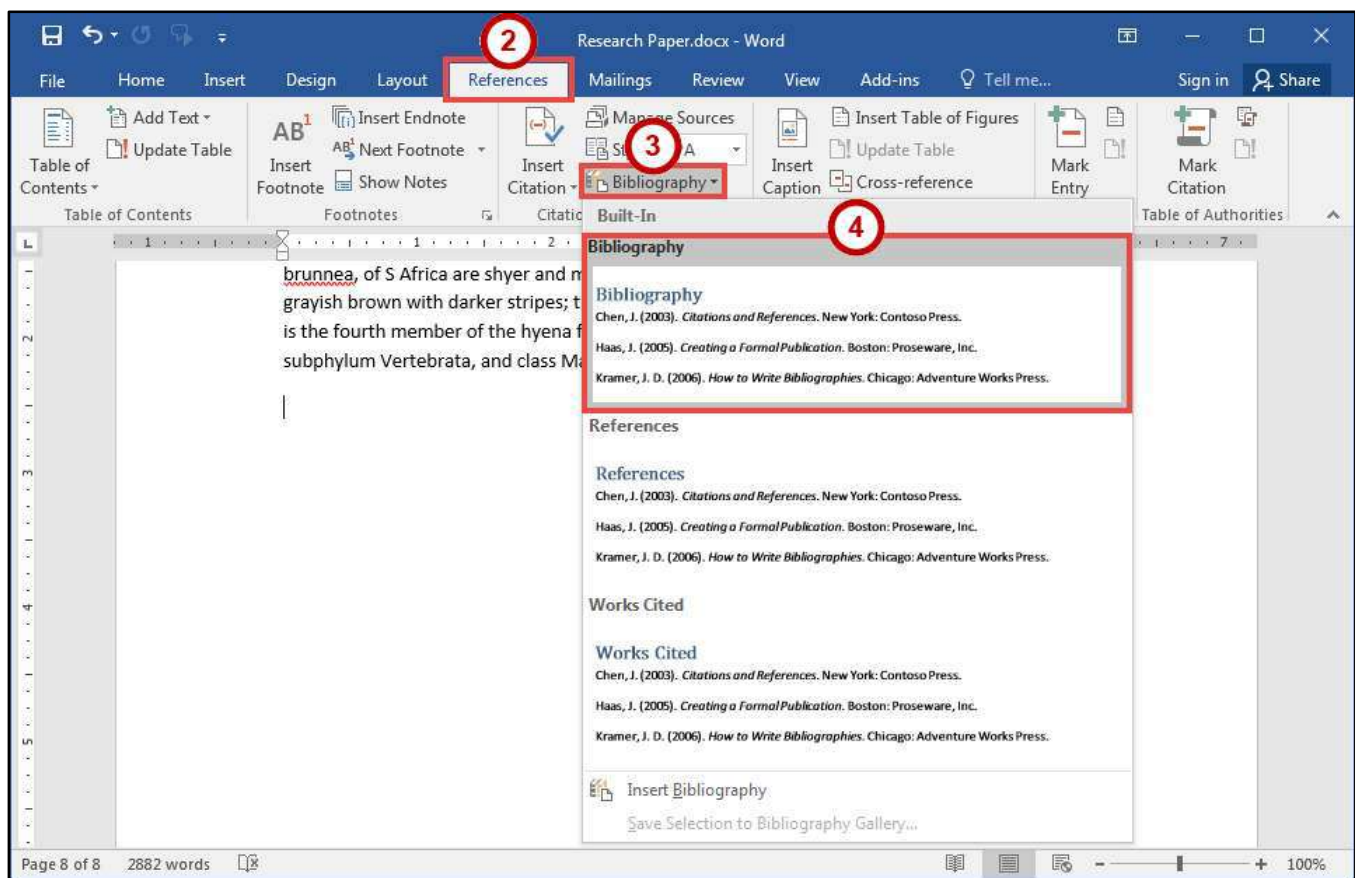 2
Research Paper.docx - Word
File Home Insert Design Layout References Mailings Review View Add-ins Tell me... Sign in Share
Table of Contents
Add Text
Update Table
Table of Contents
AB1
Insert Footnote
Insert Endnote
AB1 Next Footnote
Show Notes
Footnotes
Insert Citation
Manage Sources
3
Bibliography
Insert Caption
Insert Table of Figures
Update Table
Cross-reference
Mark Entry
Mark Citation
Table of Authorities
L
1 1 2 7
brunnea, of S Africa are shyer and
grayish brown with darker stripes;
is the fourth member of the hyena
subphylum Vertebrata, and class
2
3
4
5
Built-In
4
Bibliography
Bibliography
Chen, J. (2003). Citations and References. New York: Contoso Press.
Haas, J. (2005). Creating a Formal Publication. Boston: Proseware, Inc.
Kramer, J. D. (2006). How to Write Bibliographies. Chicago: Adventure Works Press.
References
References
Chen, J. (2003). Citations and References. New York: Contoso Press.
Haas, J. (2005). Creating a Formal Publication. Boston: Proseware, Inc.
Kramer, J. D. (2006). How to Write Bibliographies. Chicago: Adventure Works Press.
Works Cited
Works Cited
Chen, J. (2003). Citations and References. New York: Contoso Press.
Haas, J. (2005). Creating a Formal Publication. Boston: Proseware, Inc.
Kramer, J. D. (2006). How to Write Bibliographies. Chicago: Adventure Works Press.
Insert Bibliography
Save Selection to Bibliography Gallery...
Page 8 of 8 2882 words 100%